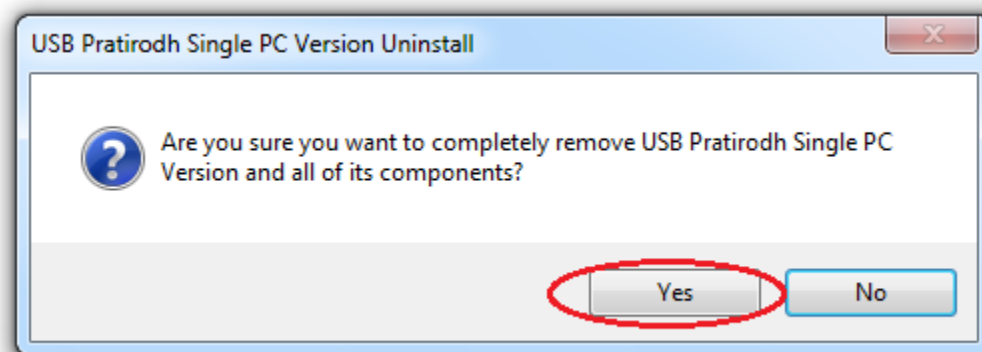 USB Pratirodh Single PC Version Uninstall
Are you sure you want to completely remove USB Pratirodh Single PC
Version and all of its components?
Yes No